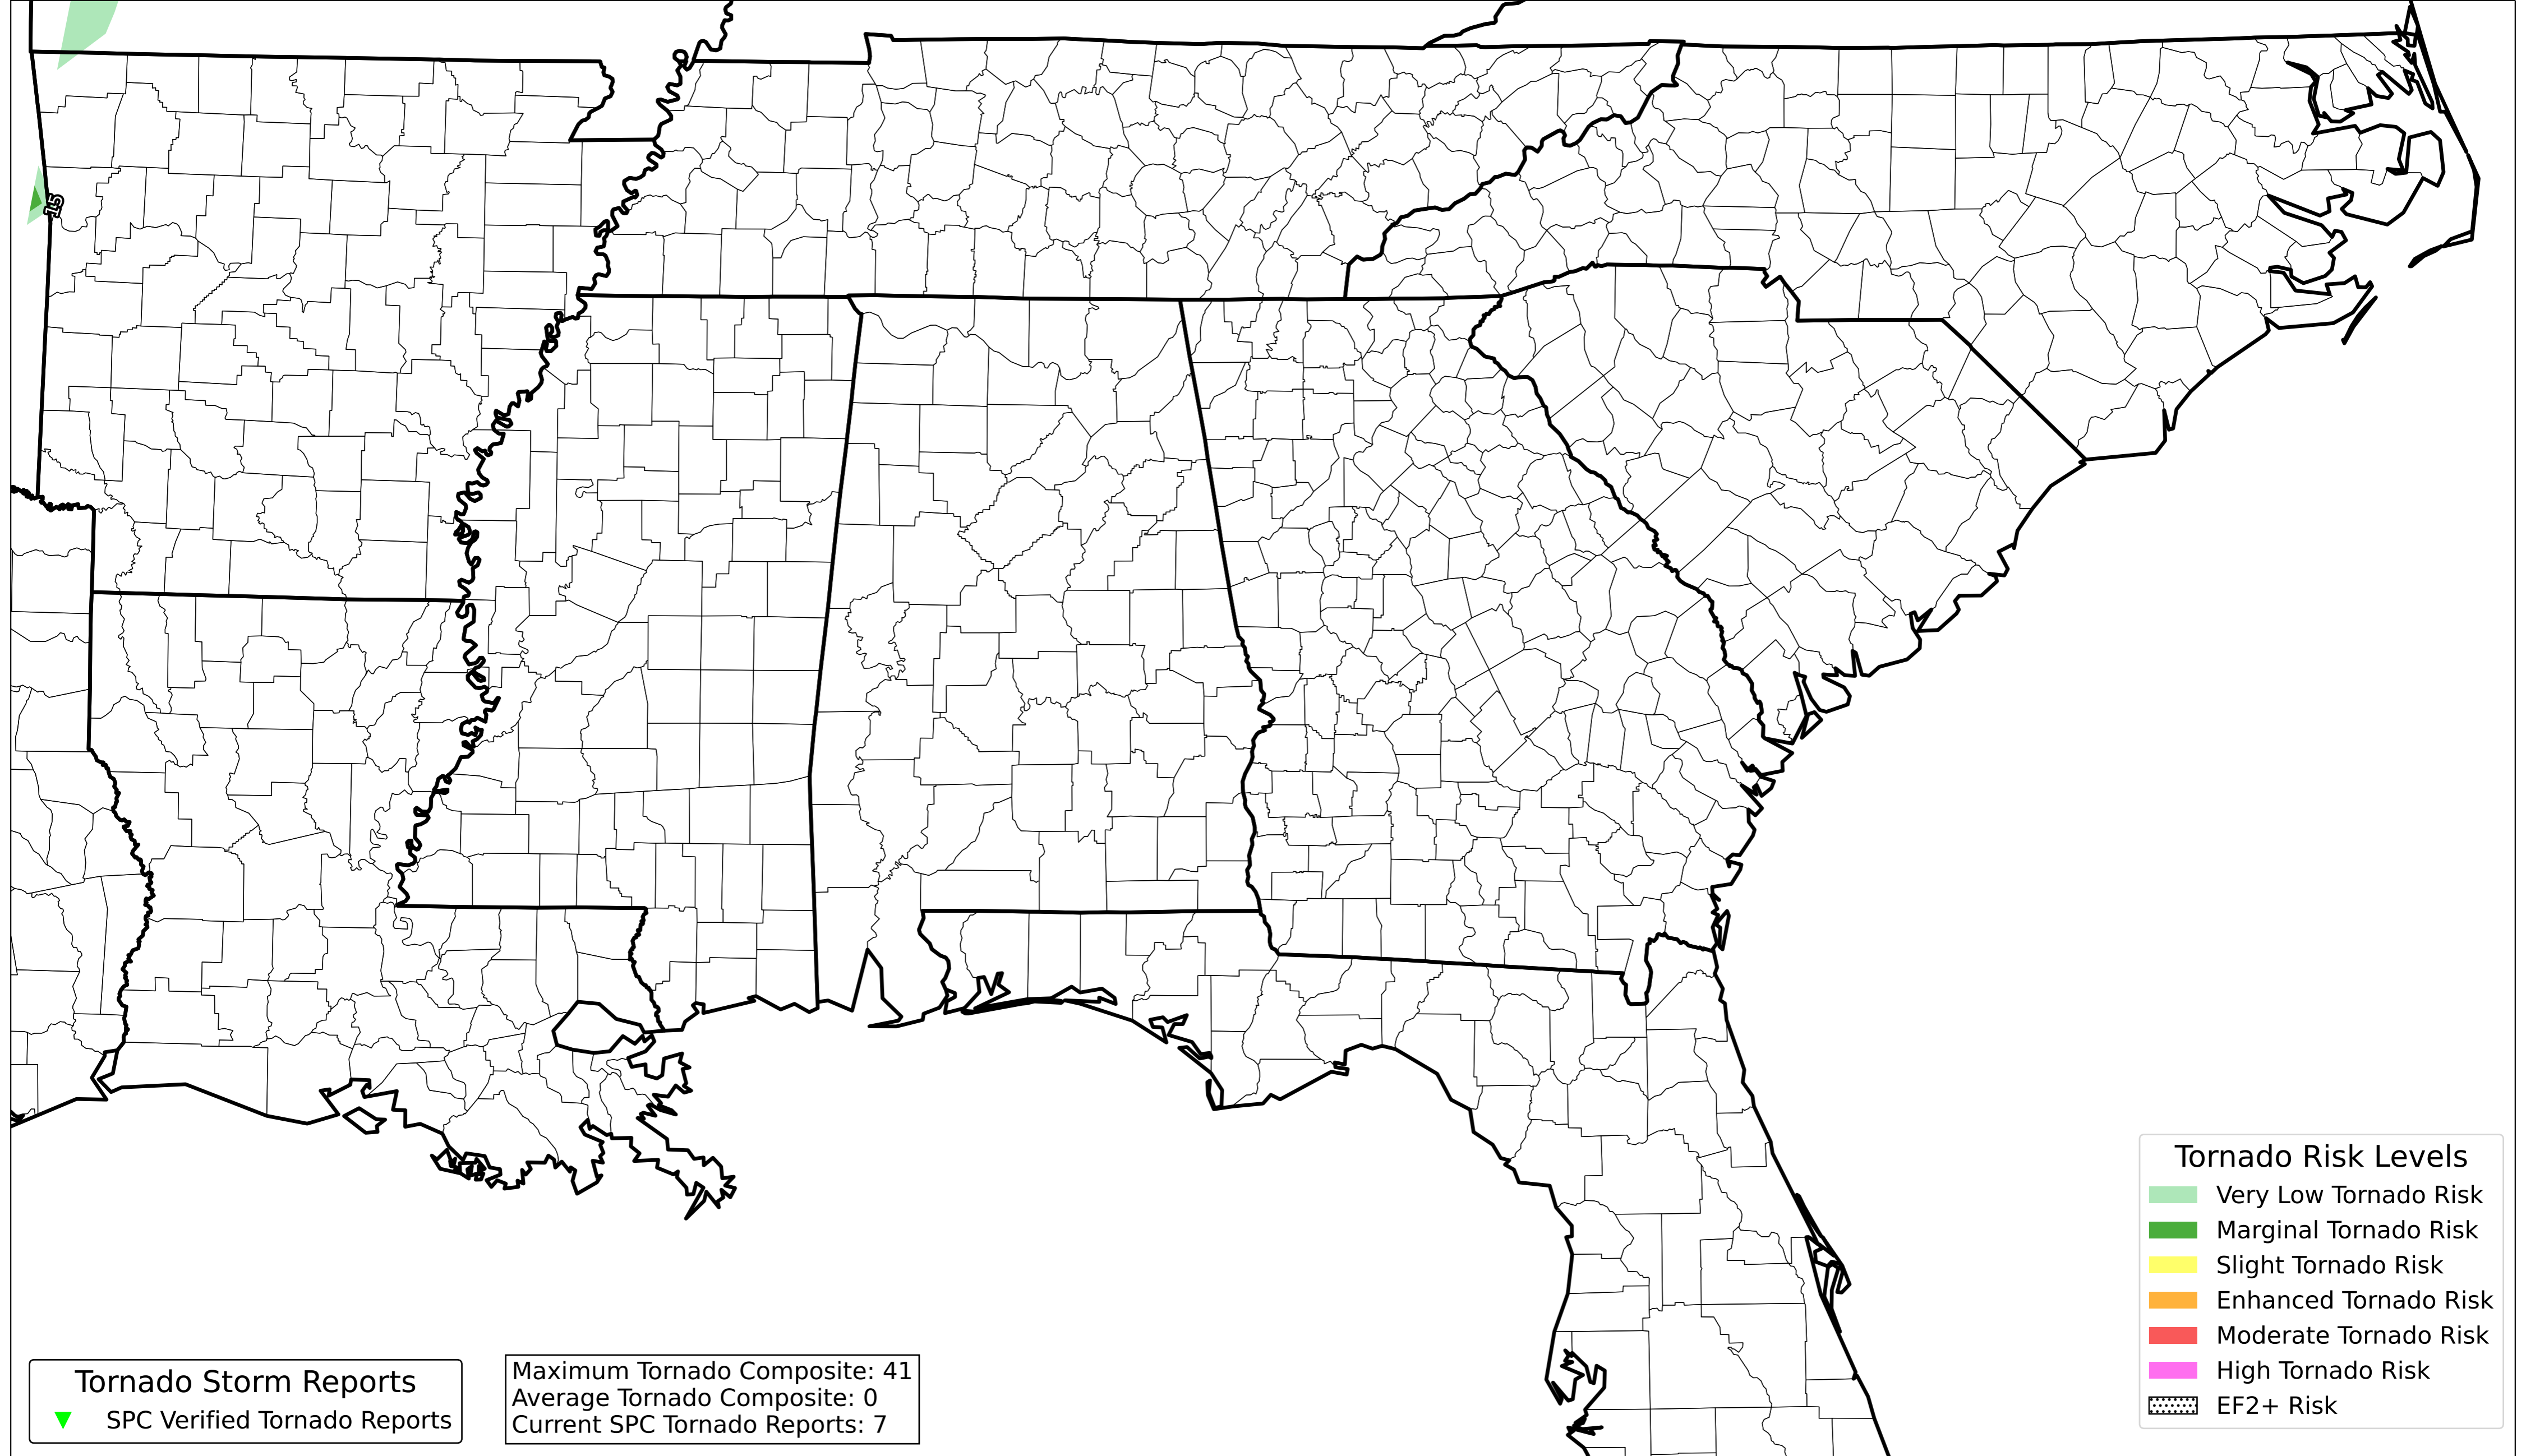 15
Tornado Risk Levels
Very Low Tornado Risk
Marginal Tornado Risk
Slight Tornado Risk
Enhanced Tornado Risk
Moderate Tornado Risk
High Tornado Risk
EF2+ Risk
Tornado Storm Reports
SPC Verified Tornado Reports
Maximum Tornado Composite: 41
Average Tornado Composite: 0
Current SPC Tornado Reports: 7